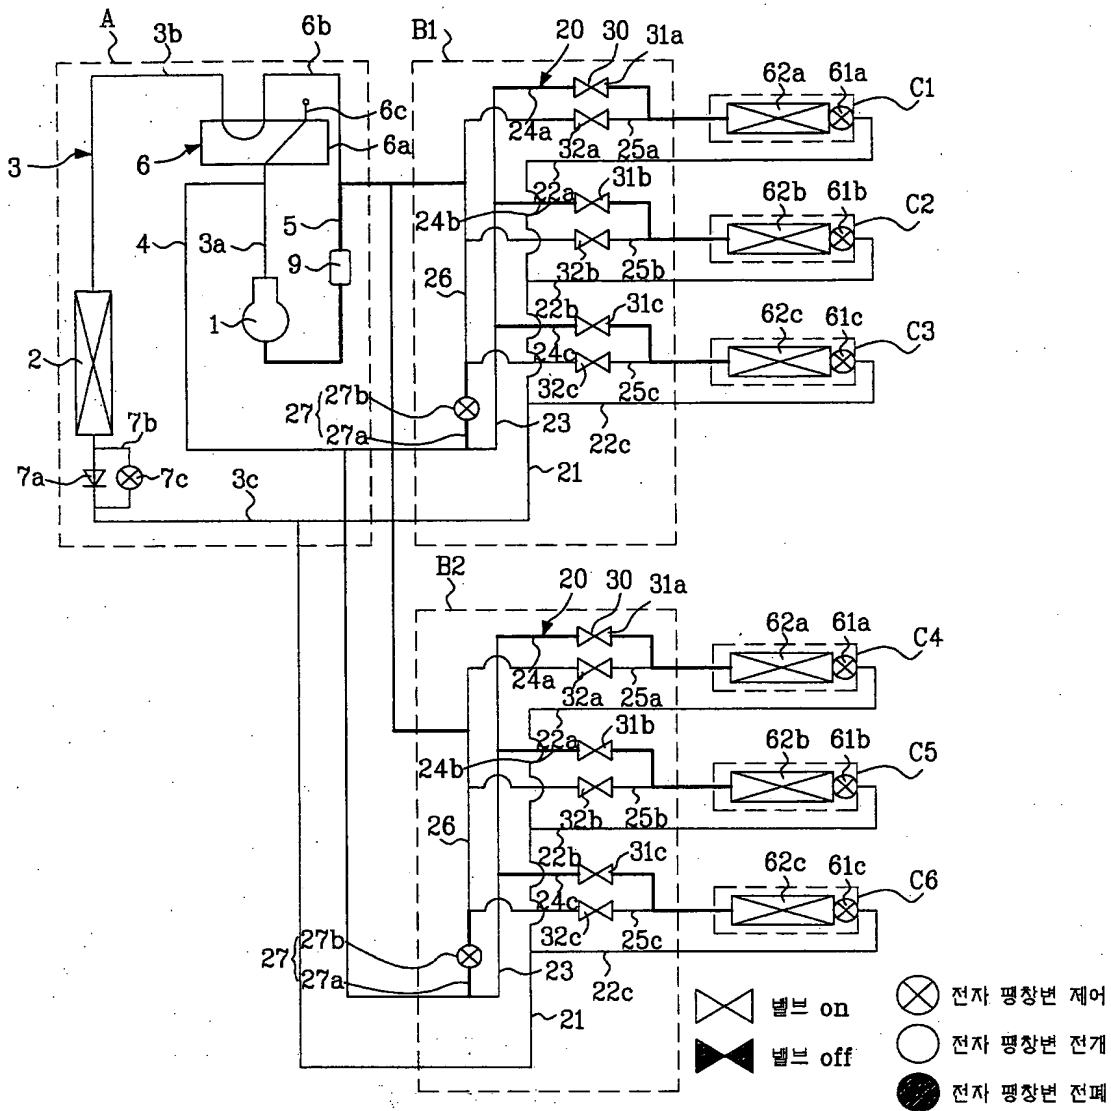 A
3b
6b
B1
20
30
31a
62a
61a
C1
6c
24a
32a
25a
3
6
6a
22a
31b
24b
62b
61b
C2
4
3a
5
9
26
32b
25b
1
22b
31c
24c
62c
61c
C3
2
32c
25c
27
27b
27a
23
22c
7b
7a
7c
3c
21
B2
20
30
31a
62a
61a
C4
24a
32a
25a
22a
31b
24b
62b
61b
C5
26
32b
25b
22b
31c
24c
62c
61c
C6
32c
25c
27
27b
27a
23
22c
21
밸브 on
밸브 off
전자 팽창변 제어
전자 팽창변 전개
전자 팽창변 전폐